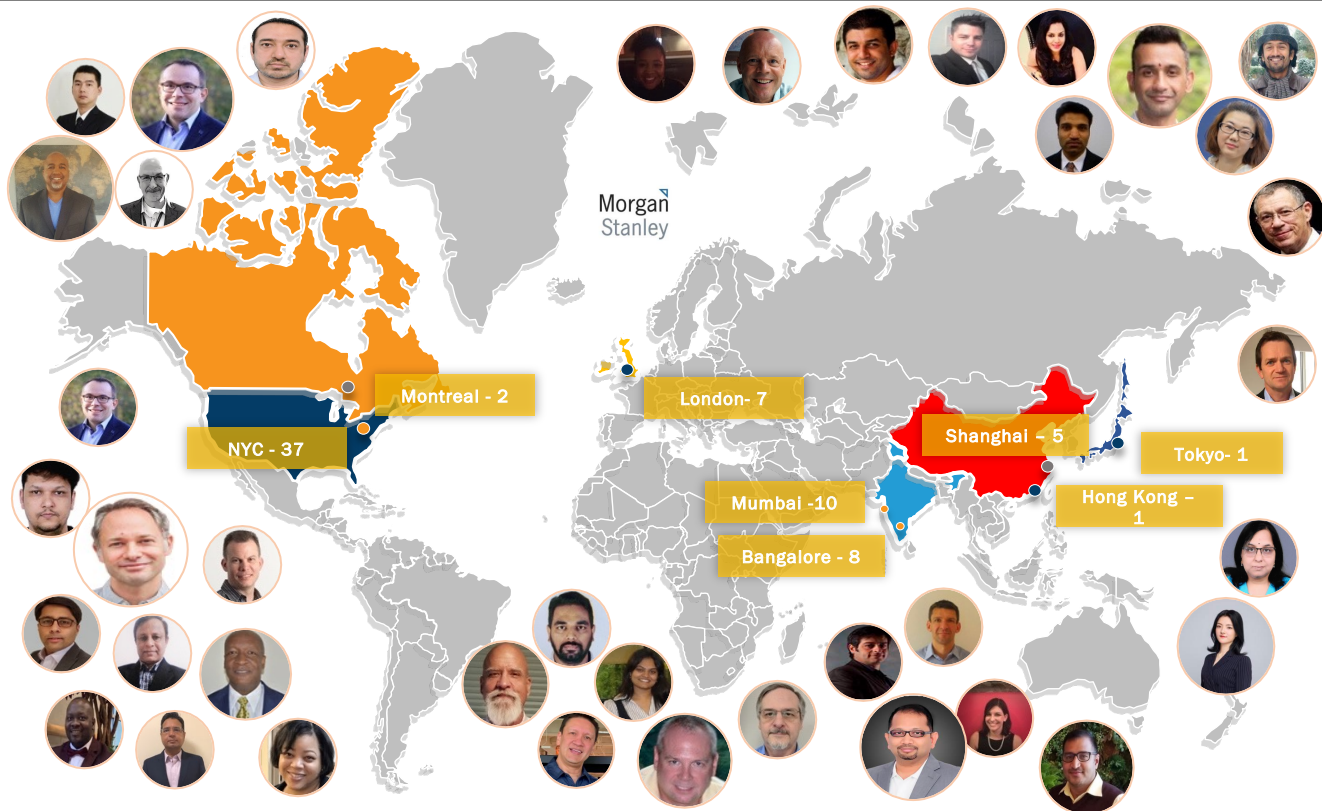 Morgan
Stanley
Montreal - 2
London- 7
NYC - 37
Shanghai – 5
Tokyo- 1
Mumbai -10
Hong Kong –
1
Bangalore - 8